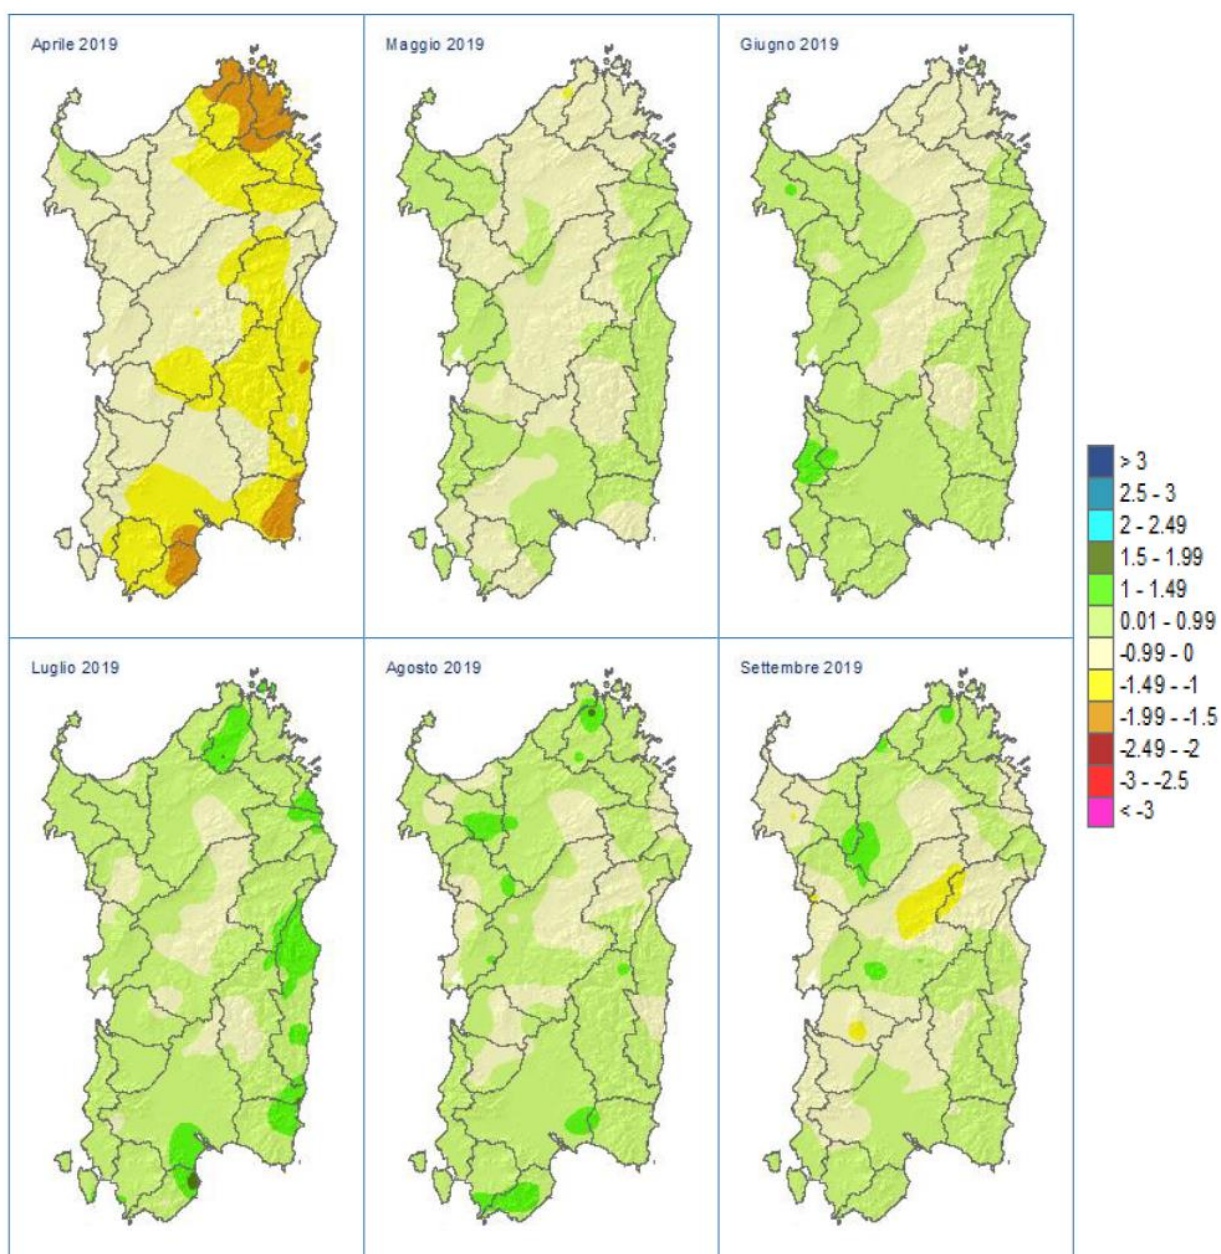 Aprile 2019
Maggio 2019
Giugno 2019
> 3
2.5 - 3
2 - 2.49
1.5 - 1.99
1 - 1.49
0.01 - 0.99
-0.99 - 0
-1.49 - -1
-1.99 - -1.5
-2.49 - -2
-3 - -2.5
< -3
Luglio 2019
Agosto 2019
Settembre 2019